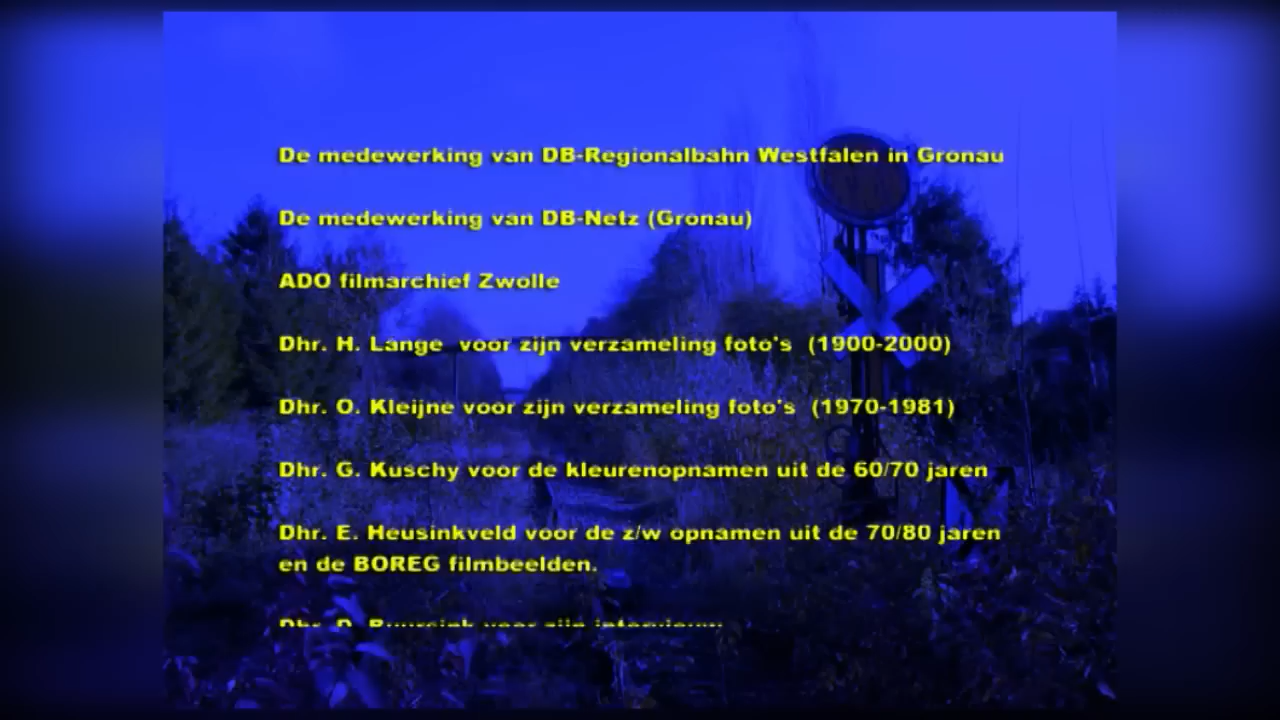 De medewerking van DB-Regionalbahn Westfalen in Gronau
De medewerking van DB-Netz (Gronau)
ADO filmarchief Zwolle
Dhr. H. Lange  voor zijn verzameling foto's  (1900-2000)
Dhr. O. Kleijne voor zijn verzameling foto's  (1970-1981)
Dhr. G. Kuschy voor de kleurenopnamen uit de 60/70 jaren
Dhr. E. Heusinkveld voor de z/w opnamen uit de 70/80 jaren
en de BOREG filmbeelden.
Dhr. voor zijn